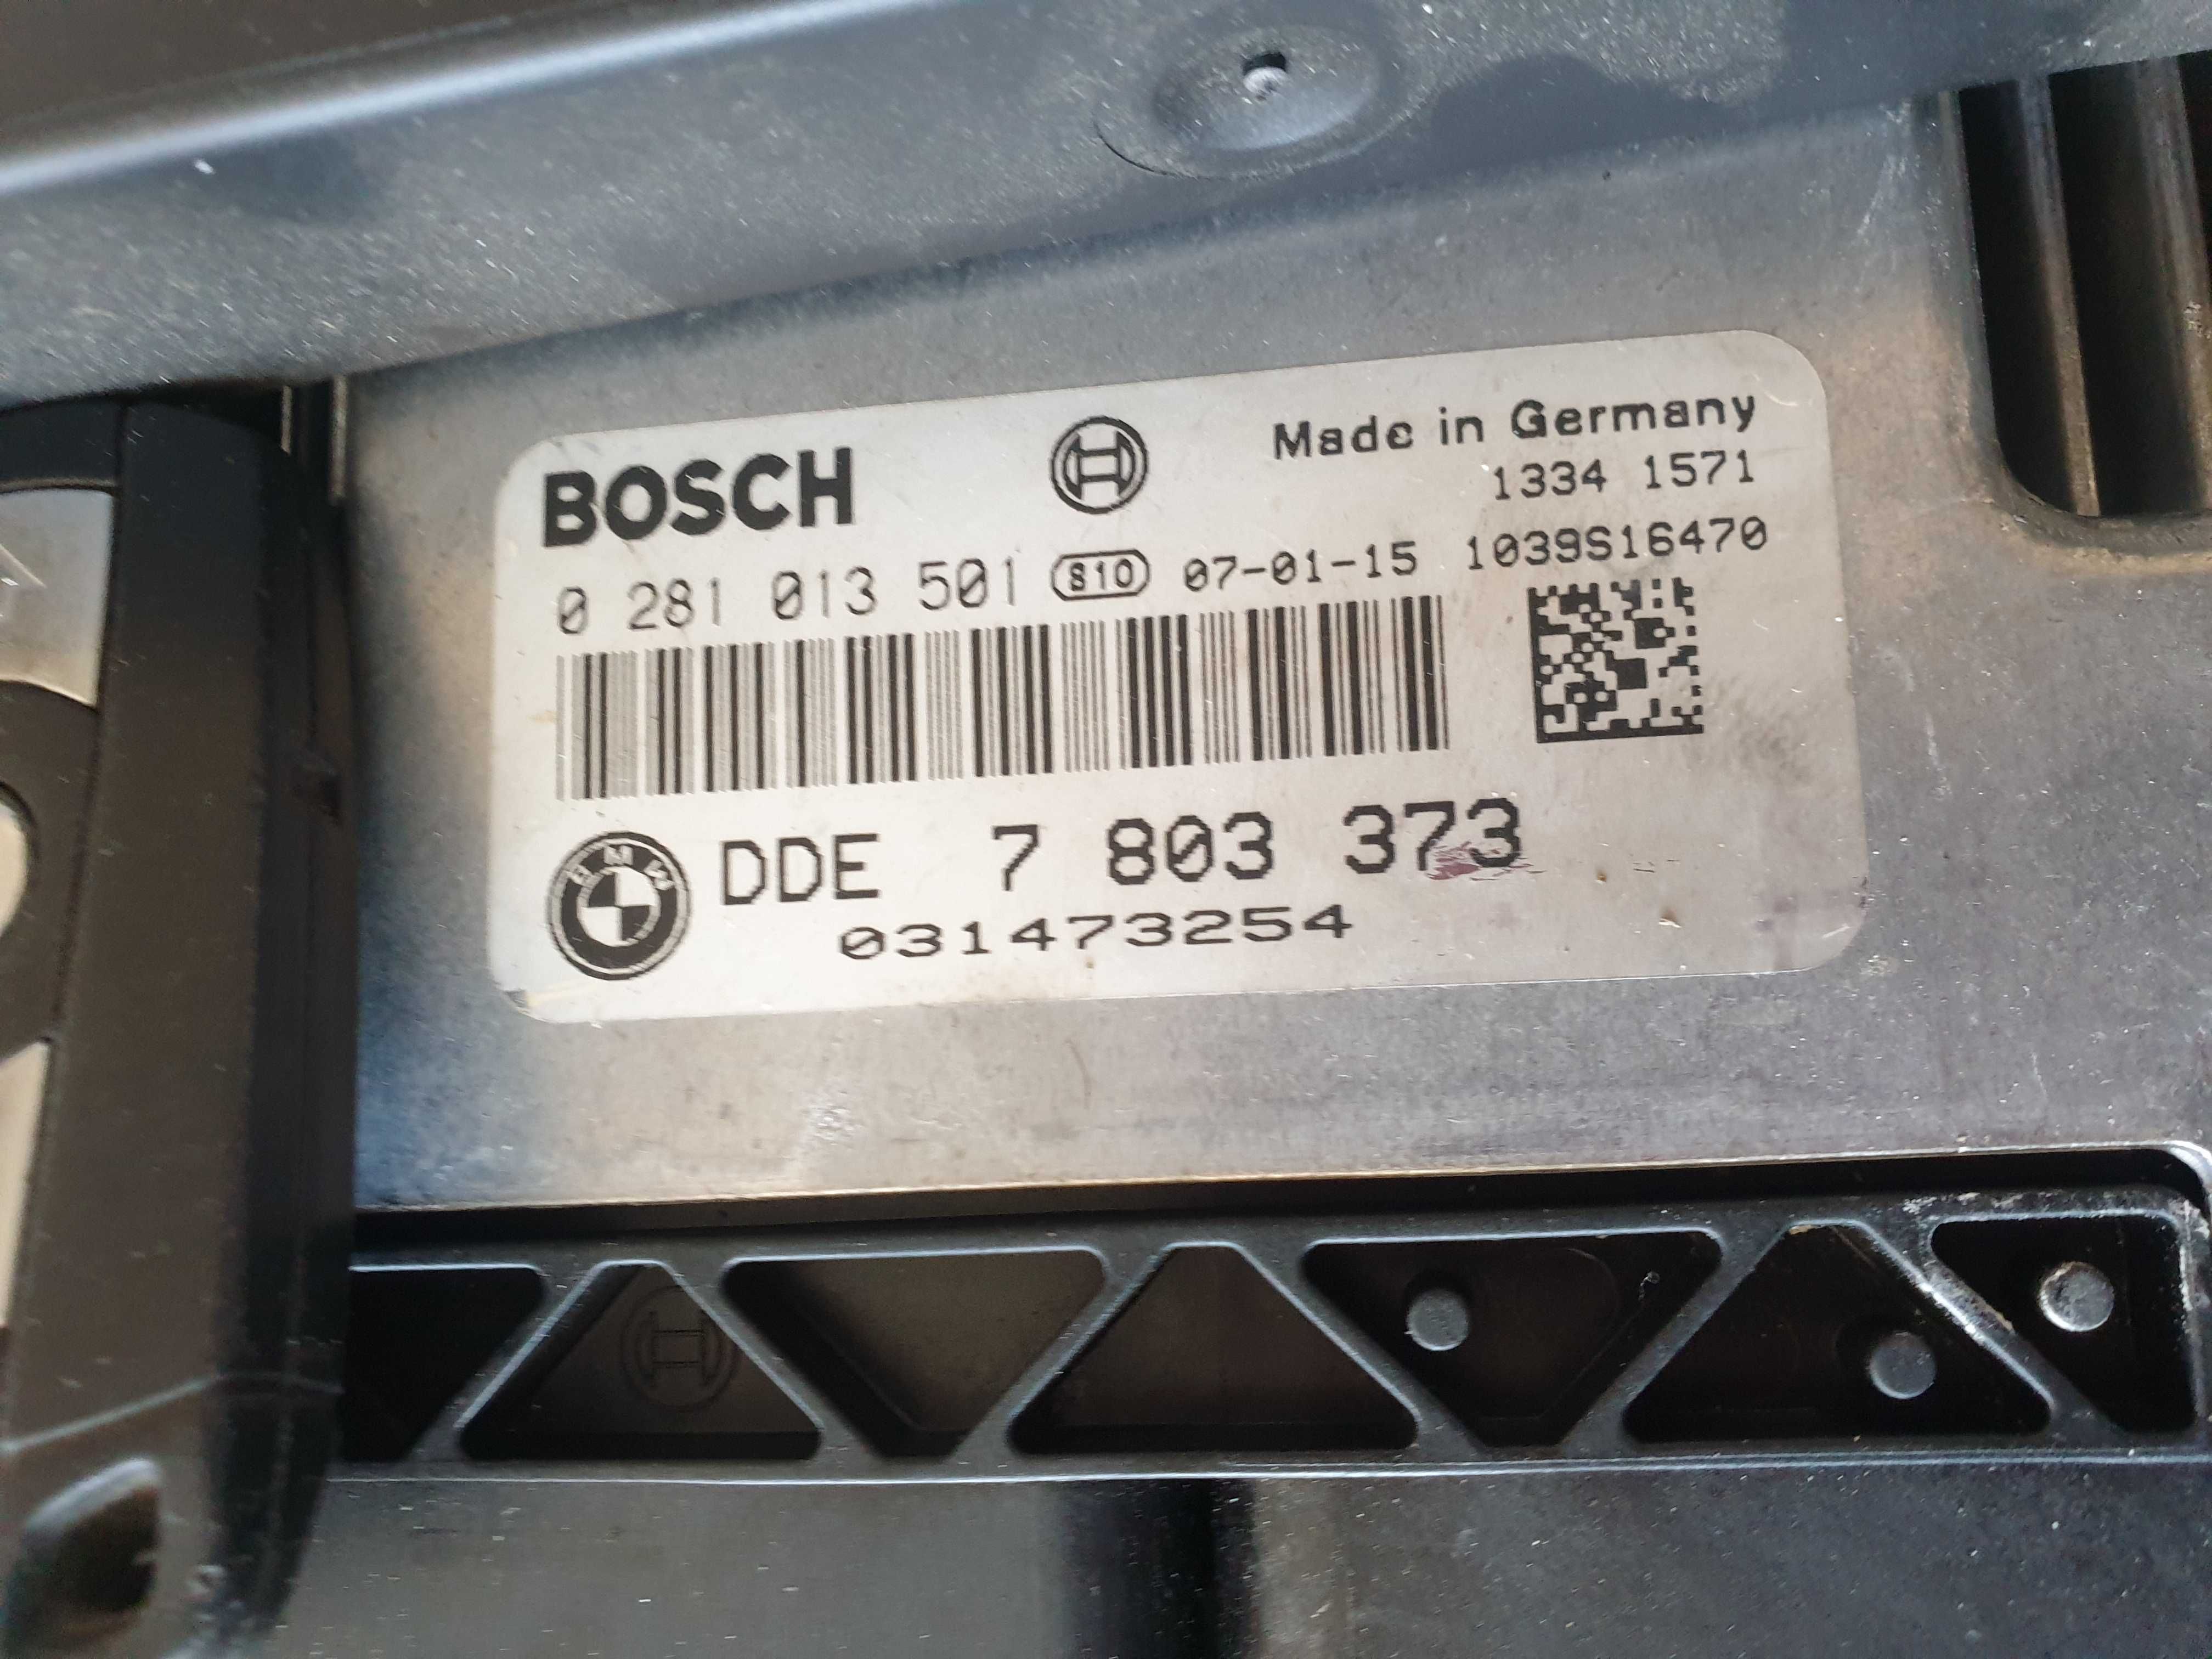 BOSCH
Made in Germany
1334 1571
0 281 013 501 810 07-01-15 1039S16470
BMW
DDE 7 803 373
031473254